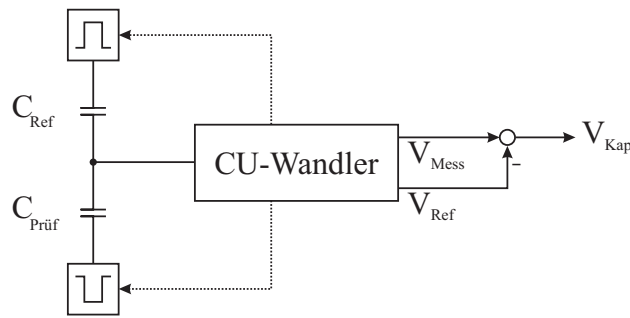 C_Ref
CU-Wandler
V_Mess
V_Kap
-
C_Prüf
V_Ref